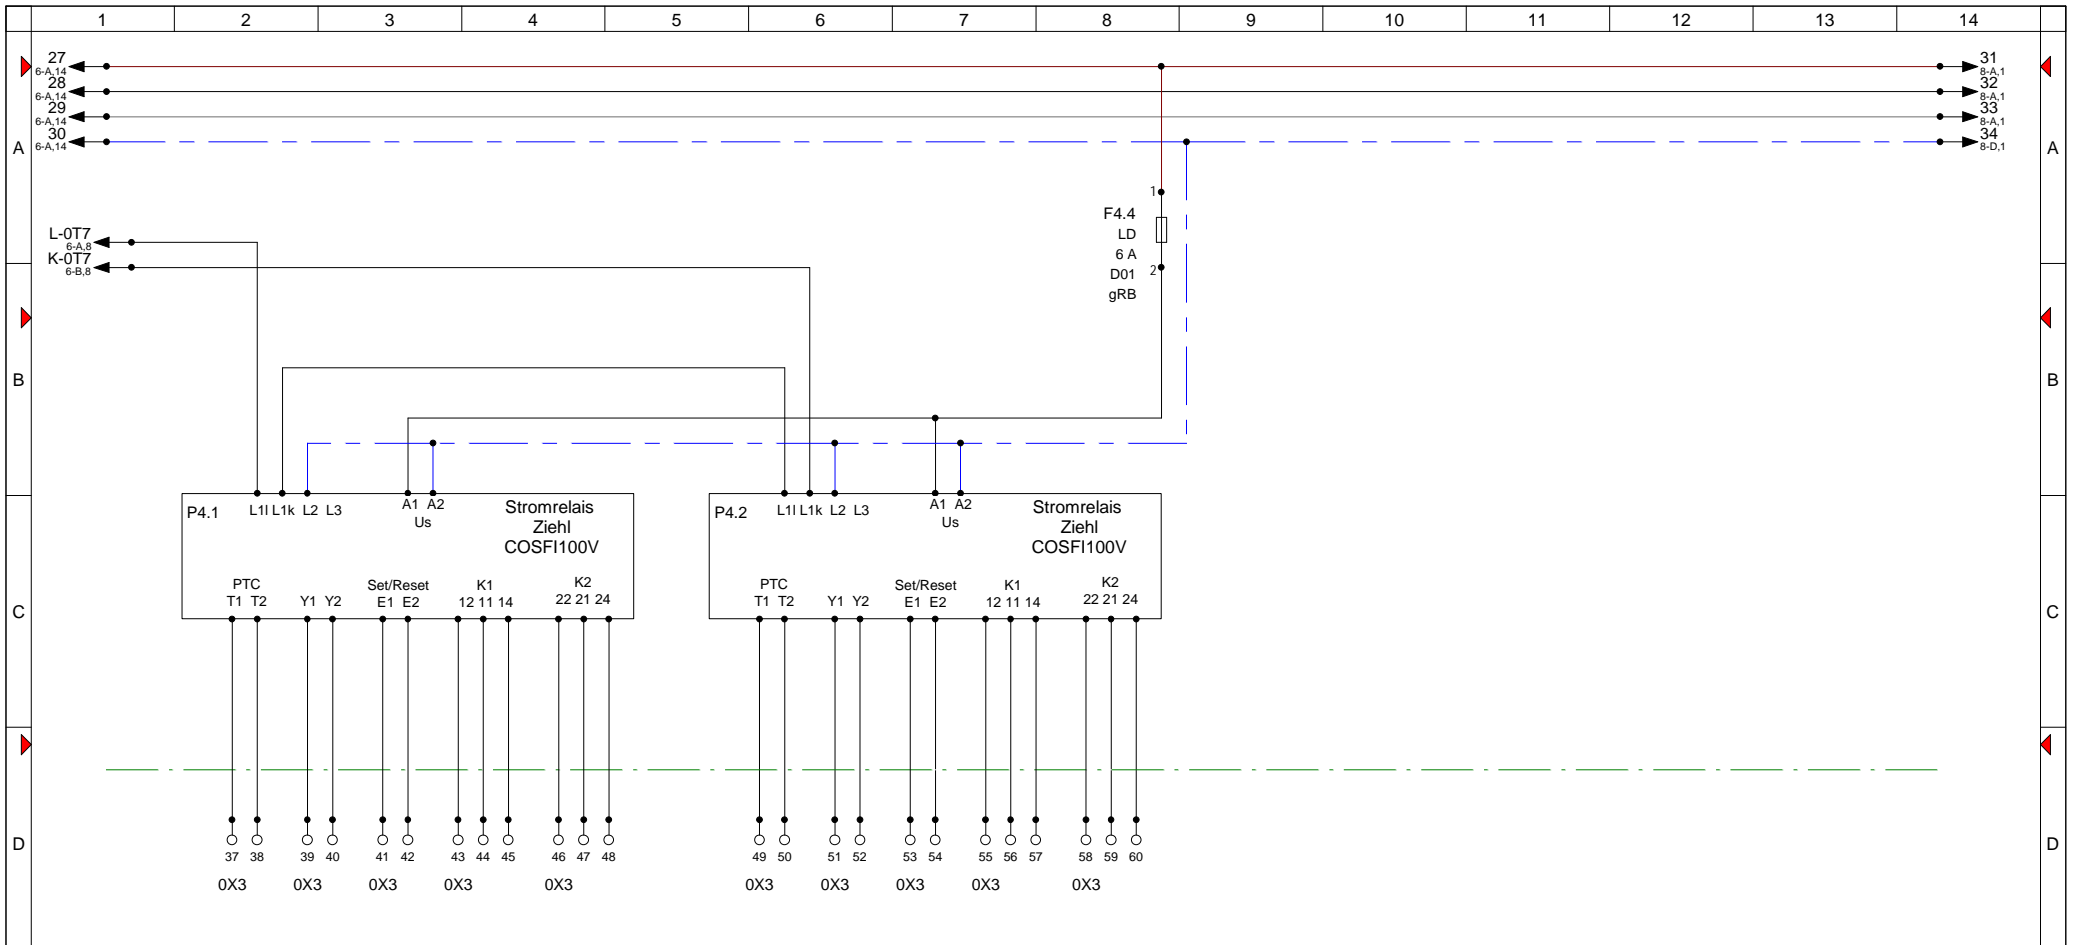 1 2 3 4 5 6 7 8 9 10 11 12 13 14
27 31
6-A,14 8-A,1
28 32
6-A,14 8-A,1
29 33
6-A,14 8-A,1
30 34
6-A,14 8-D,1
A A
1
F4.4
LD
6 A
D01
gRB
2
L-0T7
6-A,8
K-0T7
6-B,8
B B
P4.1 L1l L1k L2 L3 A1 A2 Stromrelais
Us Ziehl
COSFI100V
PTC Set/Reset K1 K2
T1 T2 Y1 Y2 E1 E2 12 11 14 22 21 24
P4.2 L1l L1k L2 L3 A1 A2 Stromrelais
Us Ziehl
COSFI100V
PTC Set/Reset K1 K2
T1 T2 Y1 Y2 E1 E2 12 11 14 22 21 24
C C
D D
37 38 39 40 41 42 43 44 45 46 47 48 49 50 51 52 53 54 55 56 57 58 59 60
0X3 0X3 0X3 0X3 0X3 0X3 0X3 0X3 0X3 0X3